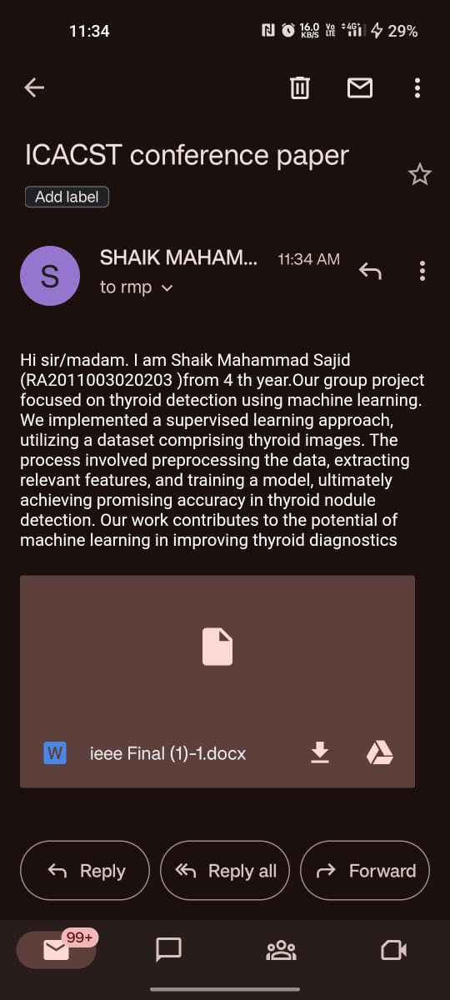 11:34
16.0
KB/S
Vo
LTE
4G+
29%
ICACST conference paper
Add label
S
SHAIK MAHAM...
11:34 AM
to rmp
Hi sir/madam. I am Shaik Mahammad Sajid
(RA2011003020203 )from 4 th year.Our group project
focused on thyroid detection using machine learning.
We implemented a supervised learning approach,
utilizing a dataset comprising thyroid images. The
process involved preprocessing the data, extracting
relevant features, and training a model, ultimately
achieving promising accuracy in thyroid nodule
detection. Our work contributes to the potential of
machine learning in improving thyroid diagnostics
W
ieee Final (1)-1.docx
Reply
Reply all
Forward
99+